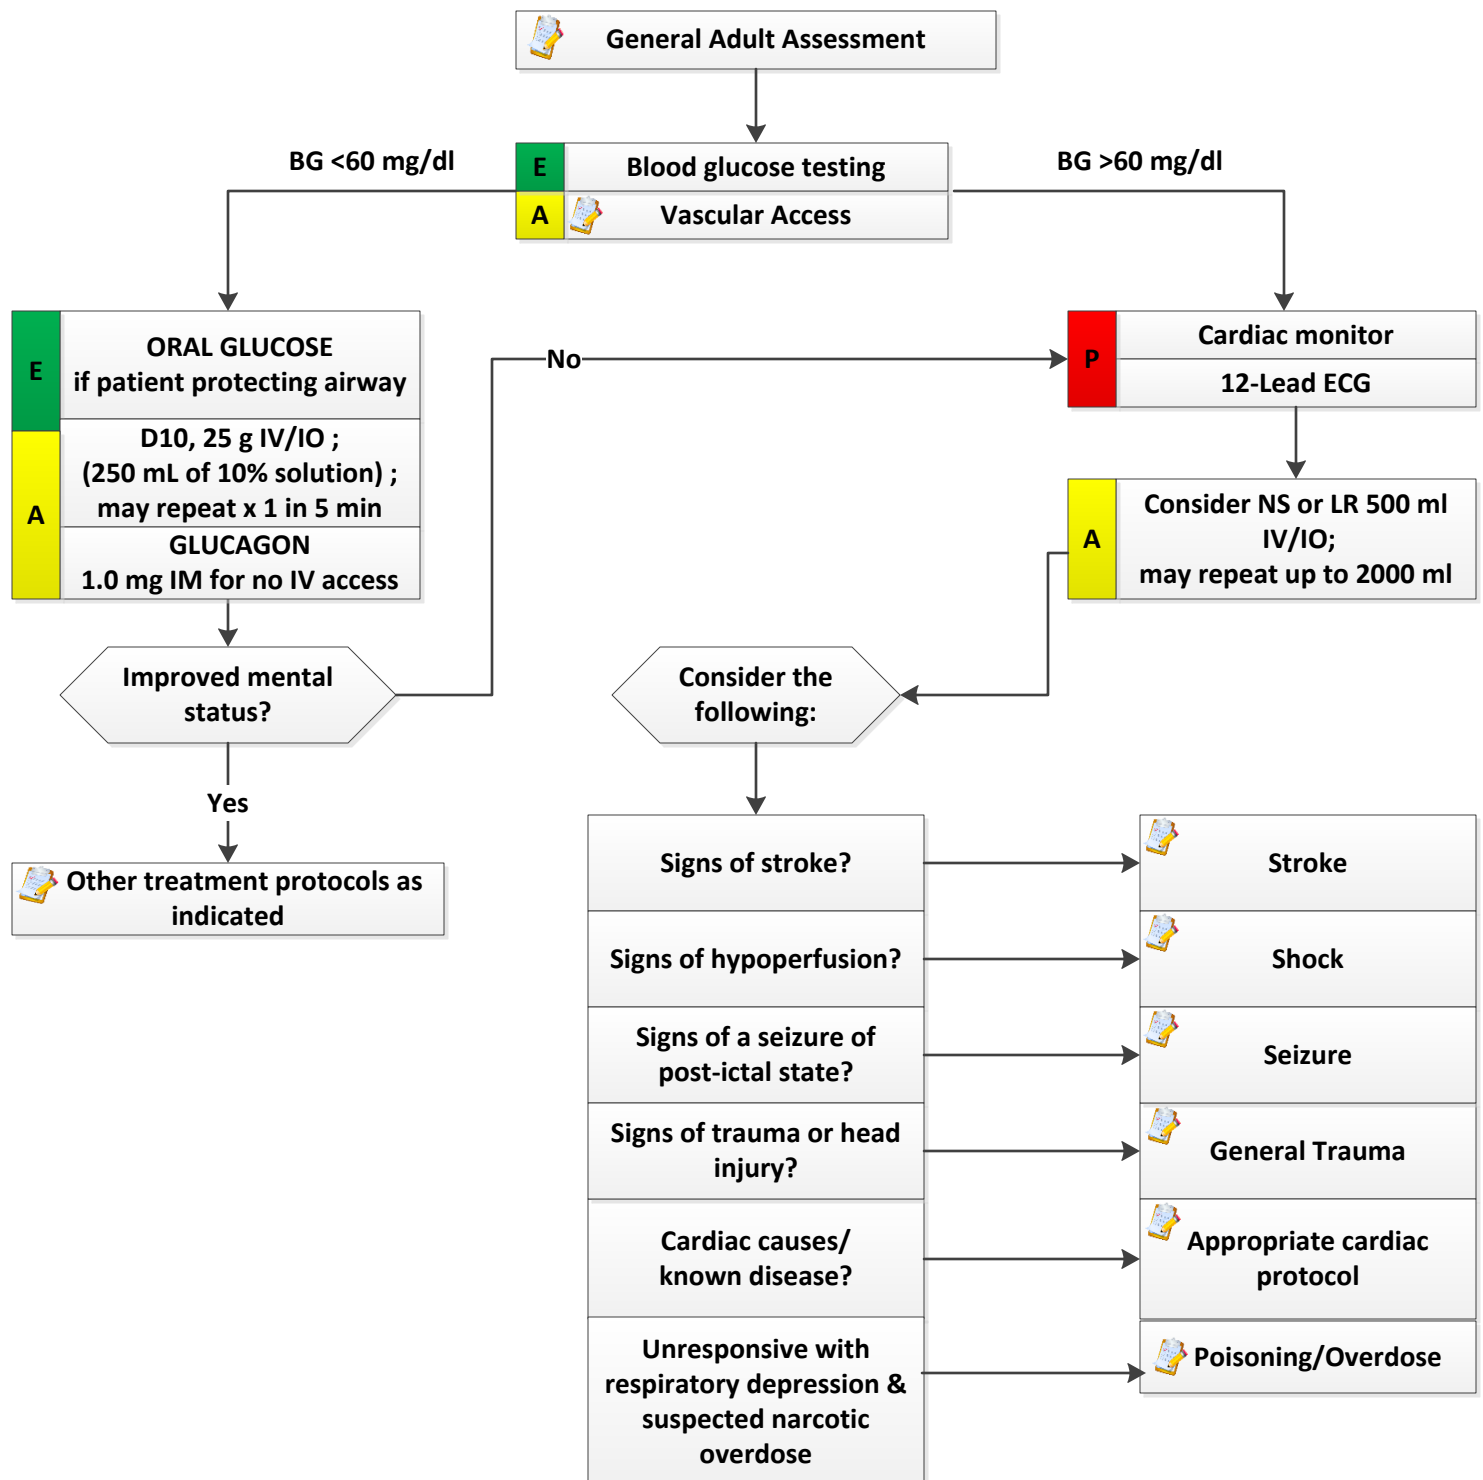 General Adult Assessment
BG <60 mg/dl
E
Blood glucose testing
BG >60 mg/dl
A
Vascular Access
E
ORAL GLUCOSE
if patient protecting airway
A
D10, 25 g IV/IO ;
(250 mL of 10% solution) ;
may repeat x 1 in 5 min
GLUCAGON
1.0 mg IM for no IV access
No
P
Cardiac monitor
12-Lead ECG
A
Consider NS or LR 500 ml
IV/IO;
may repeat up to 2000 ml
Improved mental
status?
Yes
Other treatment protocols as
indicated
Consider the
following:
Signs of stroke?
Stroke
Signs of hypoperfusion?
Shock
Signs of a seizure of
post-ictal state?
Seizure
Signs of trauma or head
injury?
General Trauma
Cardiac causes/
known disease?
Appropriate cardiac
protocol
Unresponsive with
respiratory depression &
suspected narcotic
overdose
Poisoning/Overdose